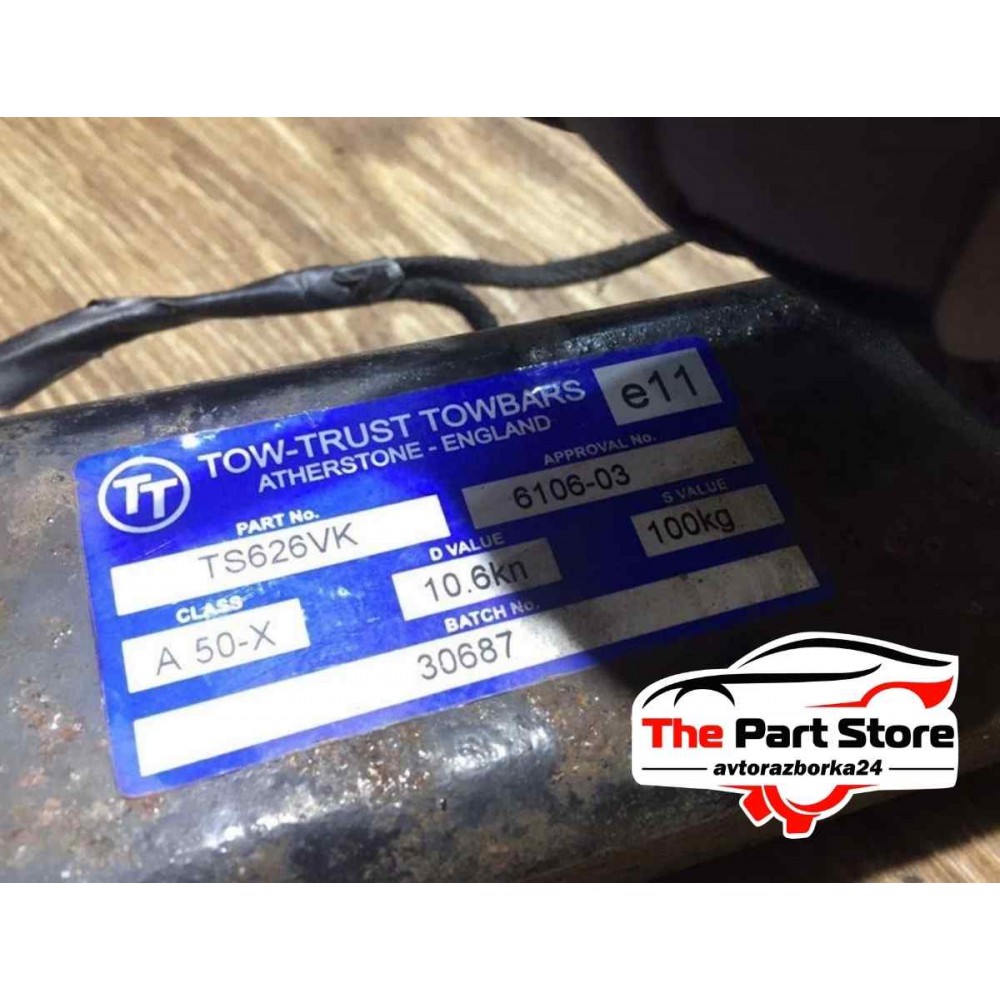 TT
TOW-TRUST TOWBARS
ATHERSTONE - ENGLAND
e11
PART No.
TS626VK
APPROVAL No.
6106-03
CLASS
A 50-X
D VALUE
10.6kn
S VALUE
100kg
BATCH No.
30687
The Part Store
avtorazborka24